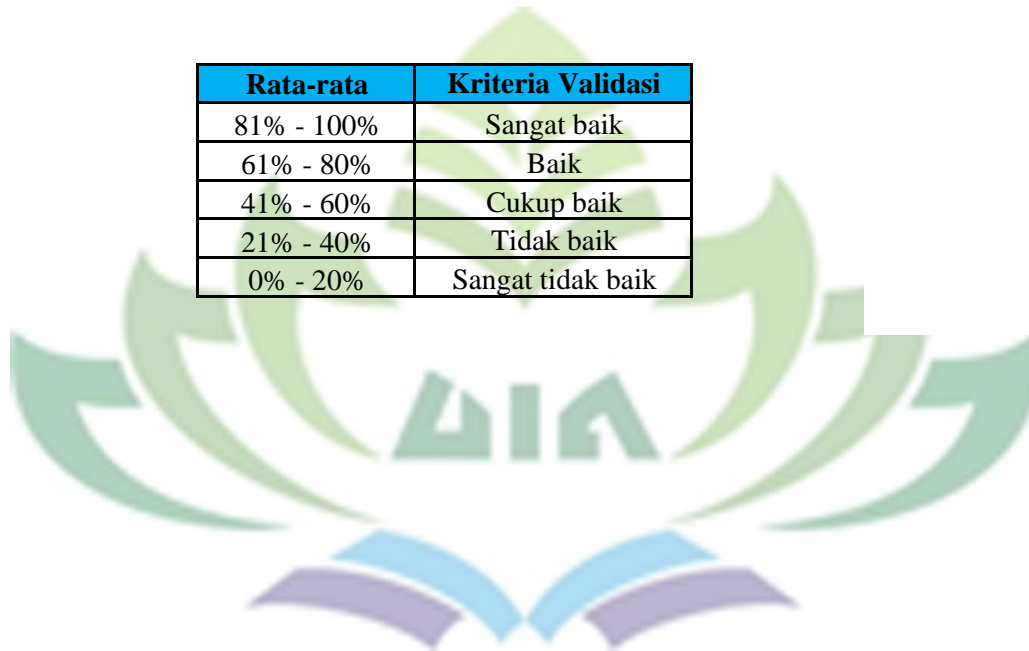 Rata-rata Kriteria Validasi
81% - 100% Sangat baik
61% - 80% Baik
41% - 60% Cukup baik
21% - 40% Tidak baik
0% - 20% Sangat tidak baik
UIN